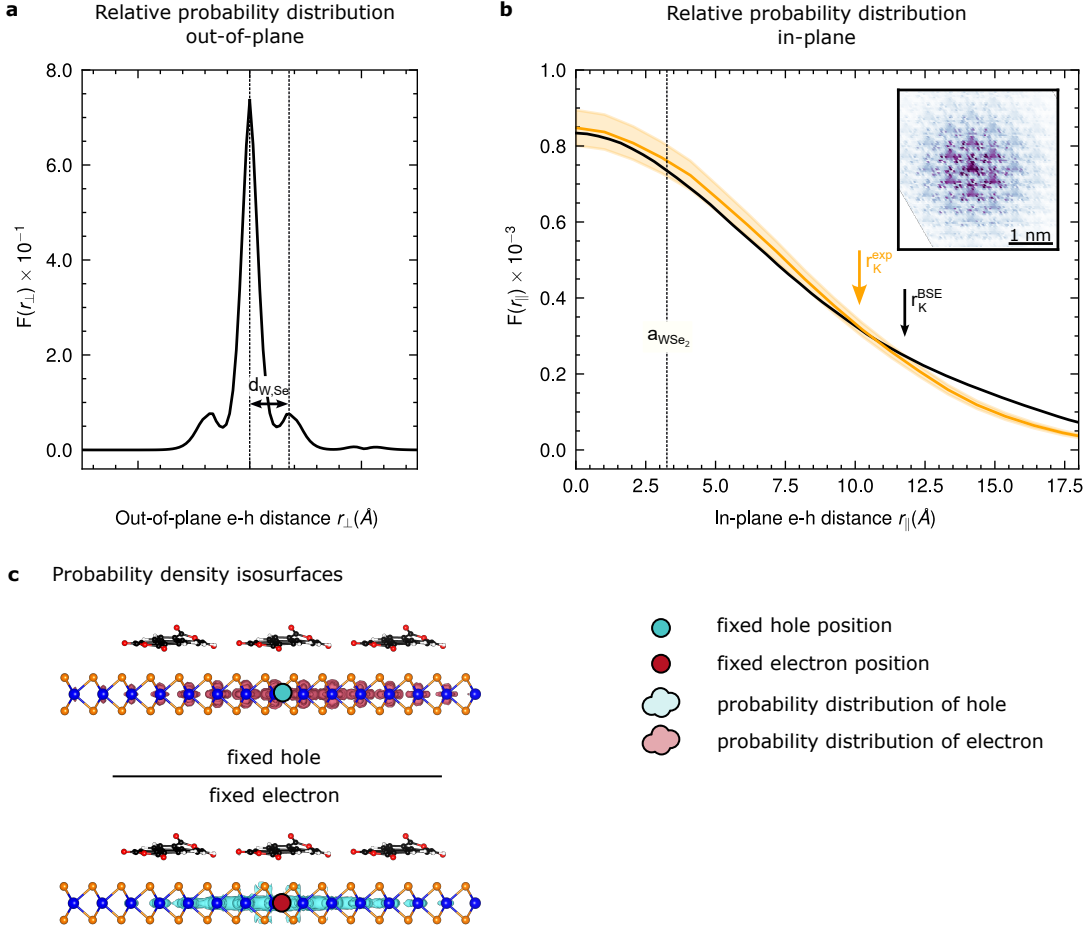 a
Relative probability distribution
out-of-plane
8.0
6.0
4.0
2.0
0.0
F(r⊥) × 10⁻¹
d_W,Se
Out-of-plane e-h distance r⊥(Å)
b
Relative probability distribution
in-plane
1.0
0.8
0.6
0.4
0.2
0.0
F(r∥) × 10⁻³
1 nm
r_K^exp
r_K^BSE
a_WSe₂
0.0 2.5 5.0 7.5 10.0 12.5 15.0 18.0
In-plane e-h distance r∥(Å)
c Probability density isosurfaces
fixed hole
fixed electron
fixed hole position
fixed electron position
probability distribution of hole
probability distribution of electron